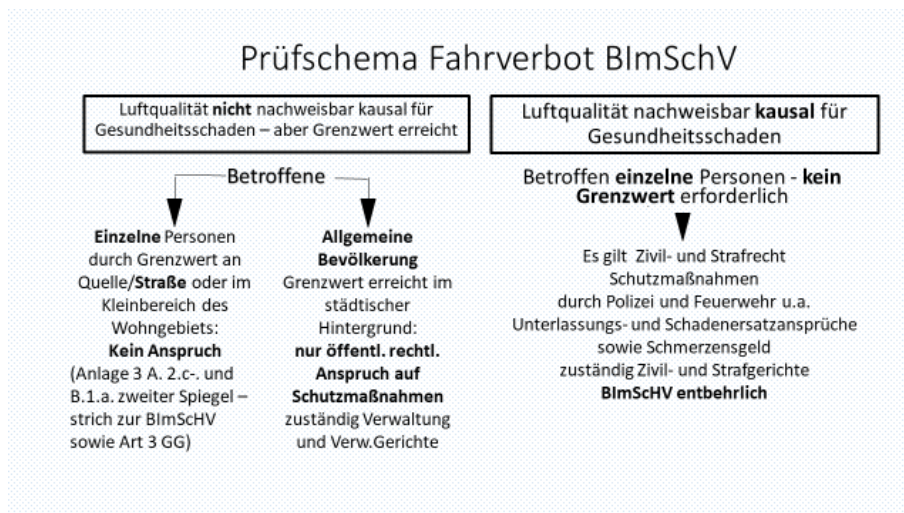 Prüfschema Fahrverbot BImSchV
Luftqualität nicht nachweisbar kausal für
Gesundheitsschaden – aber Grenzwert erreicht
Betroffene
Einzelne Personen
durch Grenzwert an
Quelle/Straße oder im
Kleinbereich des
Wohngebiets:
Kein Anspruch
(Anlage 3 A. 2.c-. und
B.1.a. zweiter Spiegel –
strich zur BImSchV
sowie Art 3 GG)
Allgemeine
Bevölkerung
Grenzwert erreicht im
städtischer
Hintergrund:
nur öffentl. rechtl.
Anspruch auf
Schutzmaßnahmen
zuständig Verwaltung
und Verw.Gerichte
Luftqualität nachweisbar kausal für
Gesundheitsschaden
Betroffen einzelne Personen - kein
Grenzwert erforderlich
Es gilt Zivil- und Strafrecht
Schutzmaßnahmen
durch Polizei und Feuerwehr u.a.
Unterlassungs- und Schadenersatzansprüche
sowie Schmerzensgeld
zuständig Zivil- und Strafgerichte
BImScHV entbehrlich